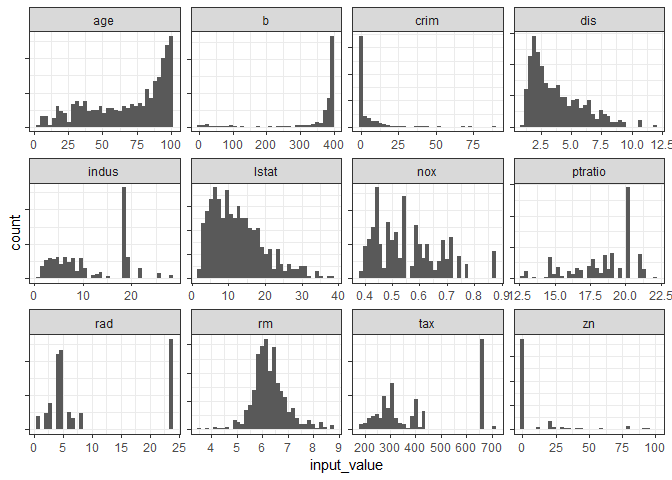 age b crim dis
0 25 50 75 100 0 100 200 300 400 0 25 50 75 2.5 5.0 7.5 10.0 12.5
indus lstat nox ptratio
0 10 20 0 10 20 30 40 0.4 0.5 0.6 0.7 0.8 0.9 12.5 15.0 17.5 20.0 22.5
rad rm tax zn
0 5 10 15 20 25 4 5 6 7 8 9 200 300 400 500 600 700 0 25 50 75 100
count
input_value